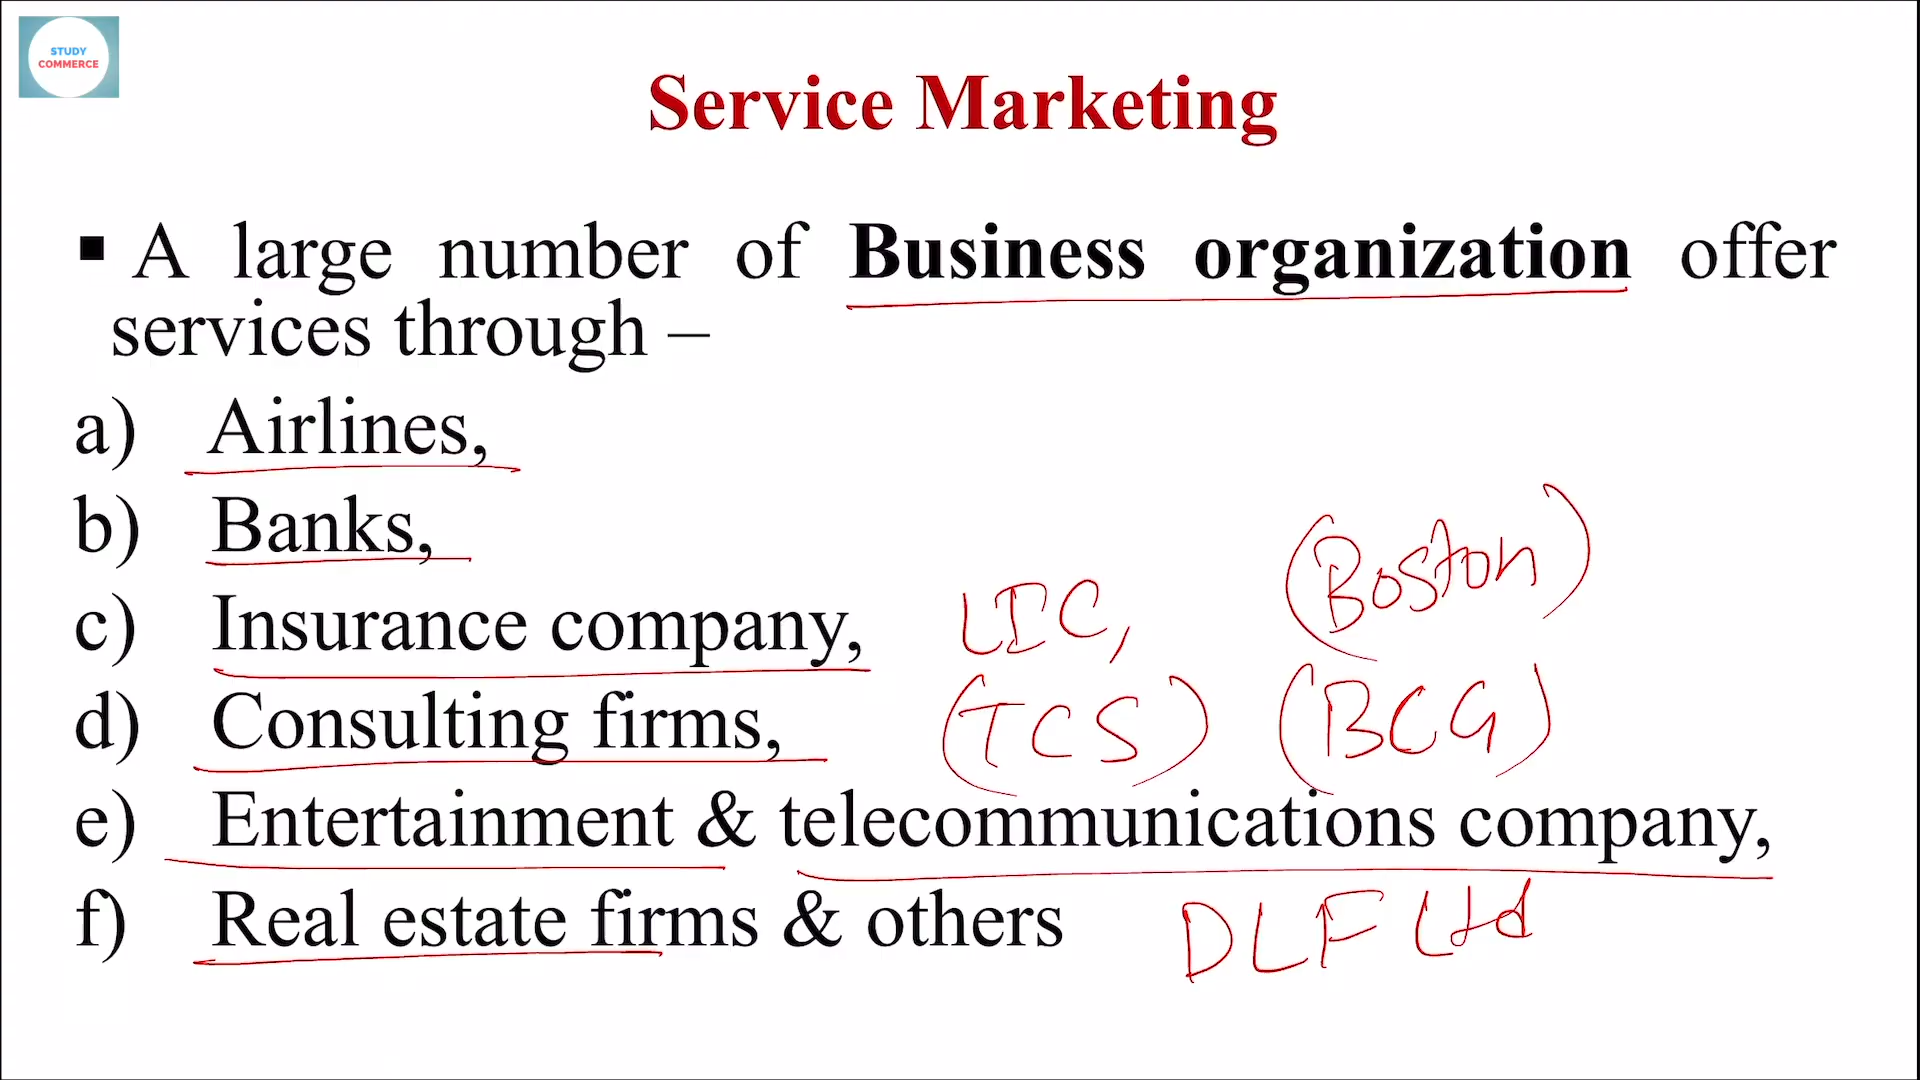 STUDY
COMMERCE
Service Marketing
▪ A large number of Business organization offer
services through –
a) Airlines,
b) Banks,
(Boston)
c) Insurance company, LIC,
d) Consulting firms, (TCS) (BCG)
e) Entertainment & telecommunications company,
f) Real estate firms & others DLF Ltd